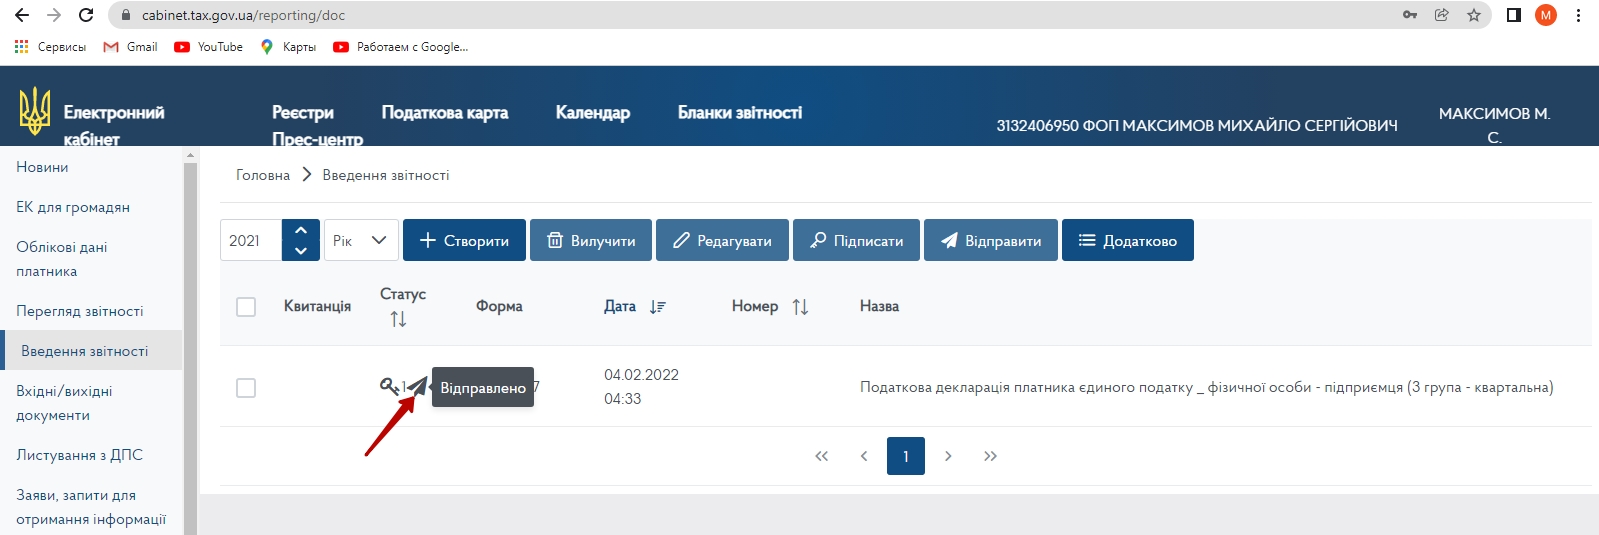 cabinet.tax.gov.ua/reporting/doc
M
Сервисы Gmail YouTube Карты Работаем с Google...
Електронний кабінет
Реєстри Податкова карта Календар Бланки звітності
Прес-центр
3132406950 ФОП МАКСИМОВ МИХАЙЛО СЕРГІЙОВИЧ
МАКСИМОВ М. С.
Новини
ЕК для громадян
Облікові дані
платника
Перегляд звітності
Введення звітності
Вхідні/вихідні
документи
Листування з ДПС
Заяви, запити для
отримання інформації
Головна > Введення звітності
2021 Рік Створити Вилучити Редагувати Підписати Відправити Додатково
Квитанція Статус Форма Дата Номер Назва
1 Відправлено 7 04.02.2022 04:33 Податкова декларація платника єдиного податку _ фізичної особи - підприємця (3 група - квартальна)
« < 1 > »